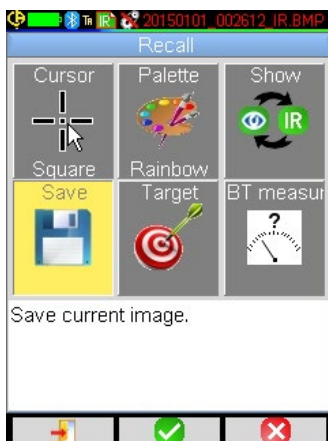 20150101_002612_IR.BMP
Recall
Cursor Palette Show
IR
Square Rainbow
Save Target BT measur
?
Save current image.